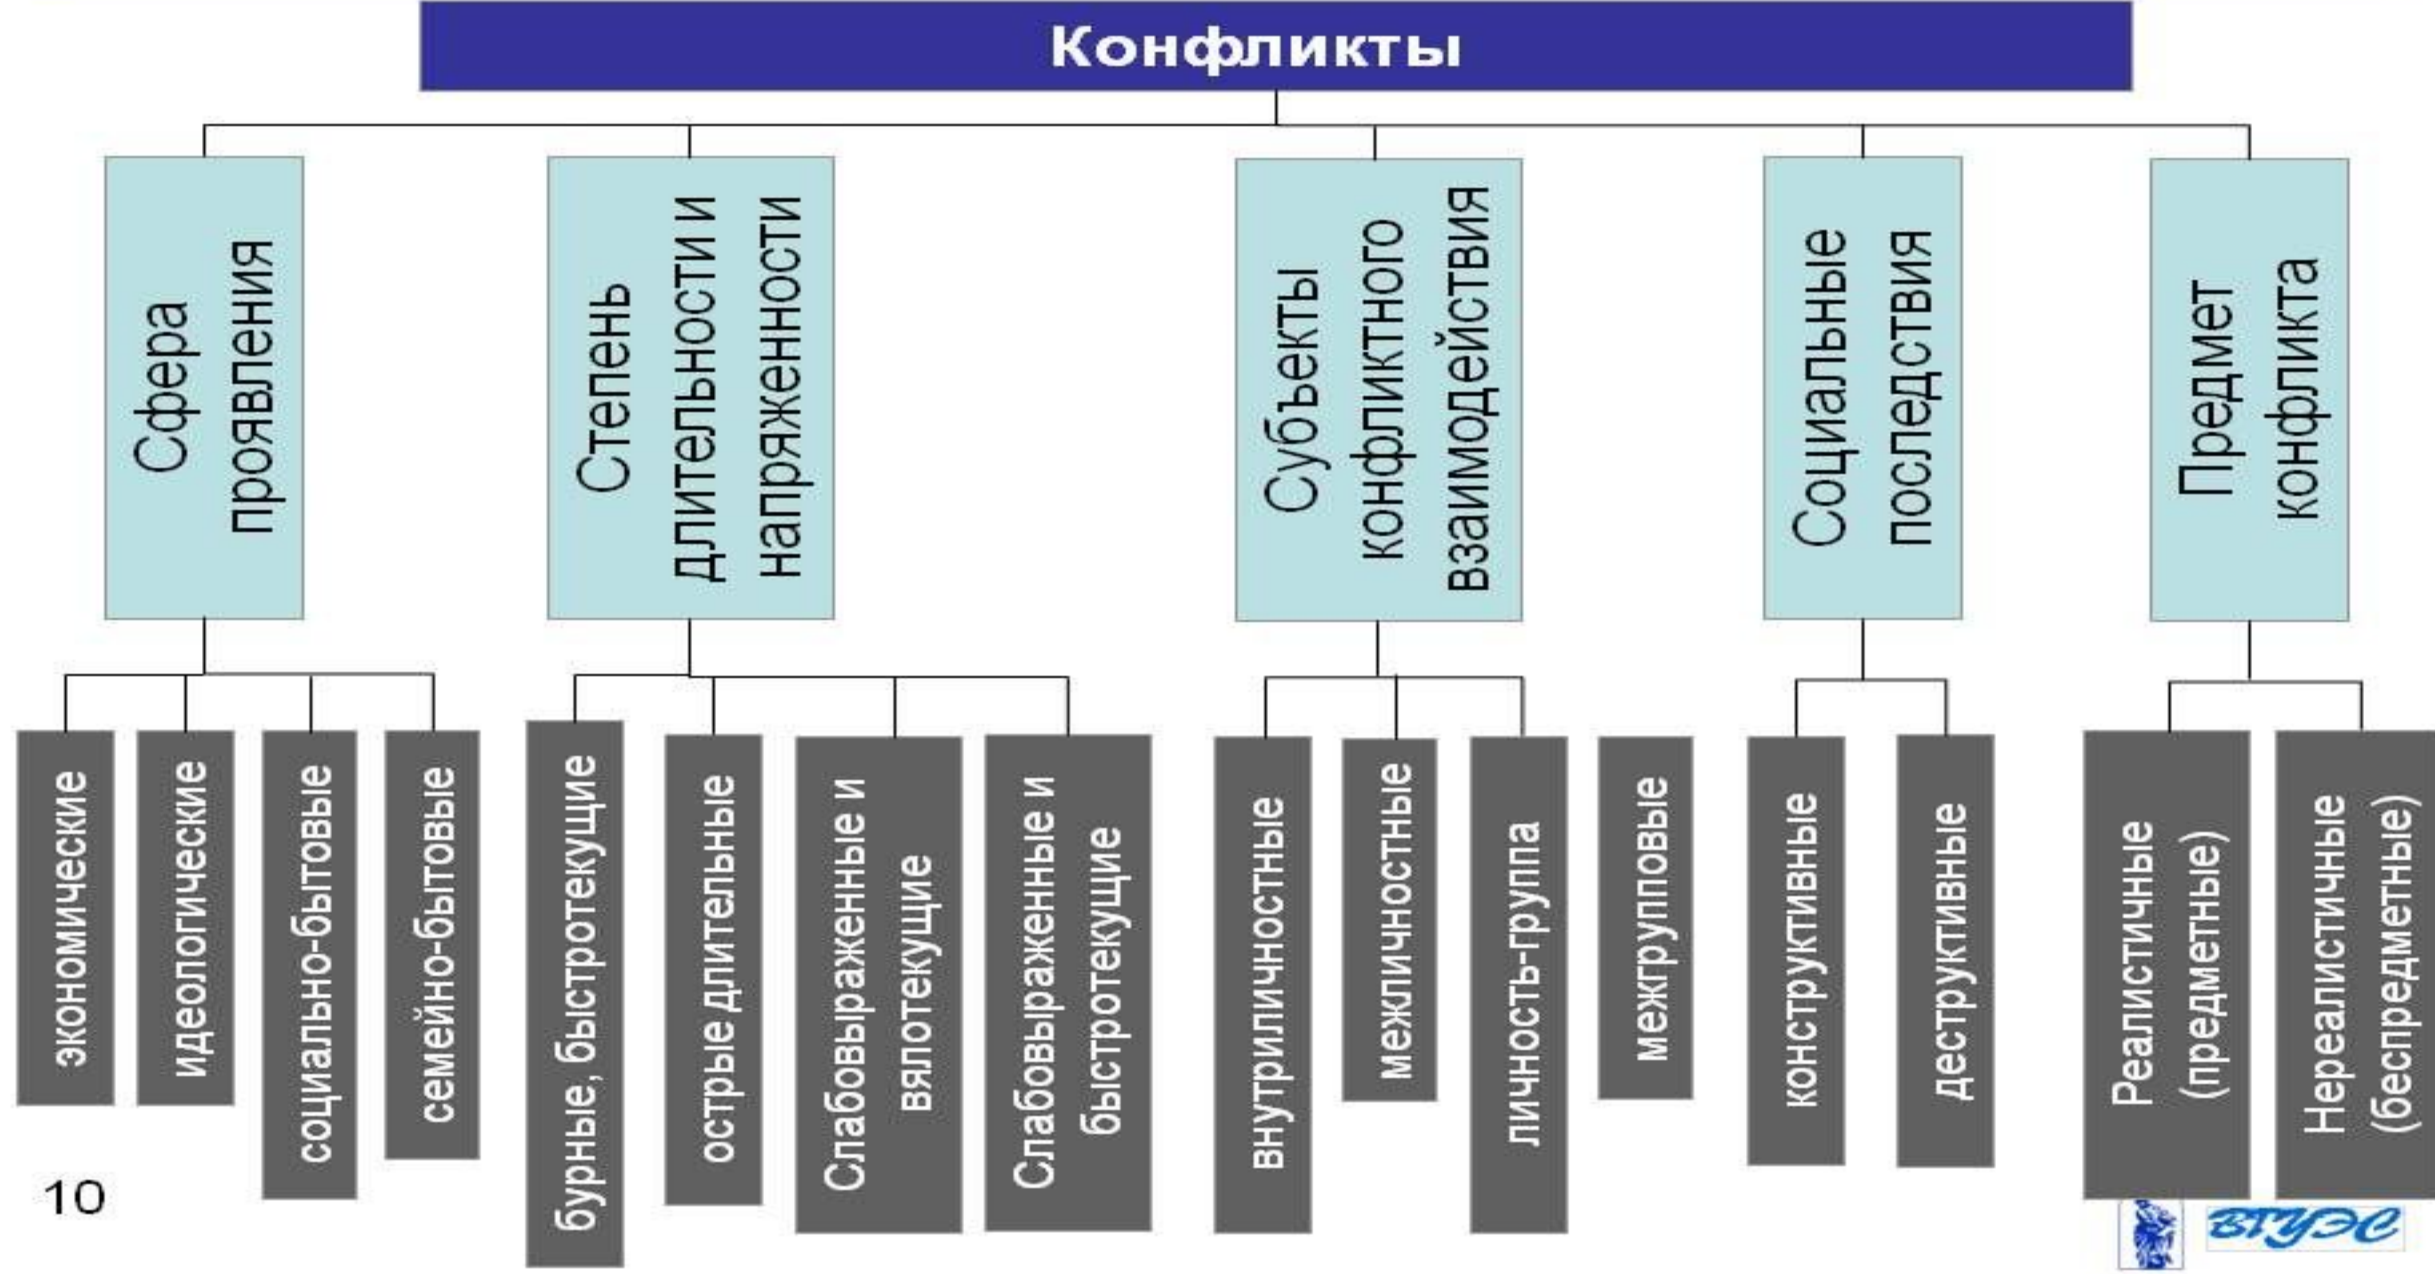 Конфликты
Сфера
проявления
Степень
длительности и
напряженности
Субъекты
конфликтного
взаимодействия
Социальные
последствия
Предмет
конфликта
экономические
идеологические
социально-бытовые
семейно-бытовые
бурные, быстротекущие
острые длительные
Слабовыраженные и
вялотекущие
Слабовыраженные и
быстротекущие
внутриличностные
межличностные
личность-группа
межгрупповые
конструктивные
деструктивные
Реалистичные
(предметные)
Нереалистичные
(беспредметные)
10
ВГУЭС